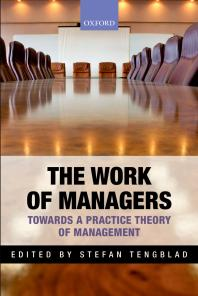 OXFORD
THE WORK
OF MANAGERS
TOWARDS A PRACTICE THEORY
OF MANAGEMENT
EDITED BY STEFAN TENGBLAD